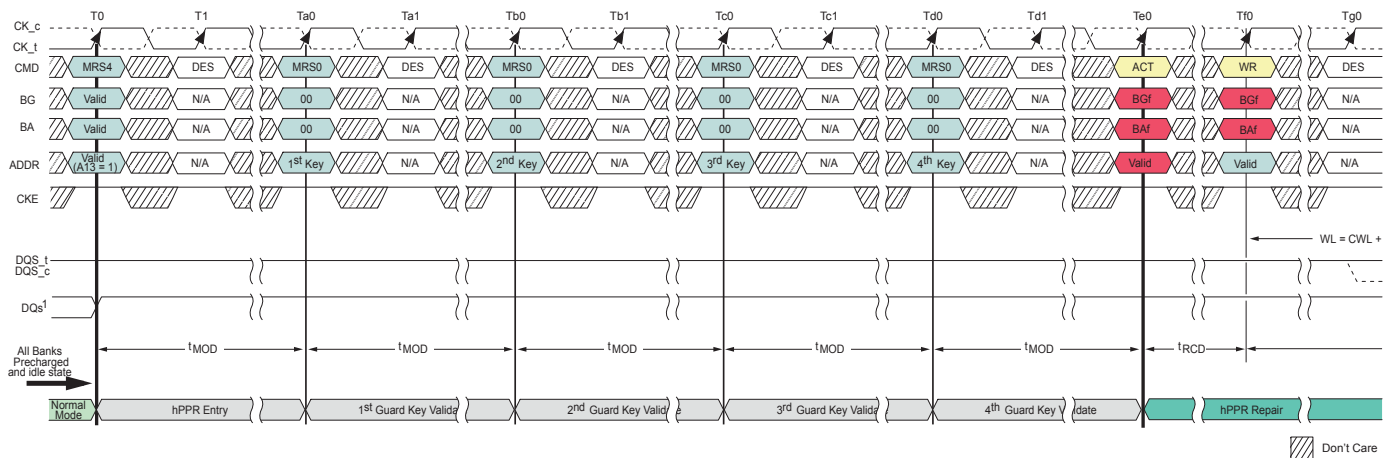 T0 T1 Ta0 Ta1 Tb0 Tb1 Tc0 Tc1 Td0 Td1 Te0 Tf0 Tg0
CK_c
CK_t
CMD MRS4 DES MRS0 DES MRS0 DES MRS0 DES MRS0 DES ACT WR DES
BG Valid N/A 00 N/A 00 N/A 00 N/A 00 N/A BGf BGf N/A
BA Valid N/A 00 N/A 00 N/A 00 N/A 00 N/A BAf BAf N/A
ADDR Valid (A13 = 1) N/A 1st Key N/A 2nd Key N/A 3rd Key N/A 4th Key N/A Valid Valid N/A
CKE
WL = CWL +
DQS_t
DQS_c
DQs1
tMOD tMOD tMOD tMOD tMOD tRCD
All Banks
Precharged
and idle state
Normal Mode hPPR Entry 1st Guard Key Valida 2nd Guard Key Valid e 3rd Guard Key Valida 4th Guard Key V idate hPPR Repair
Don't Care